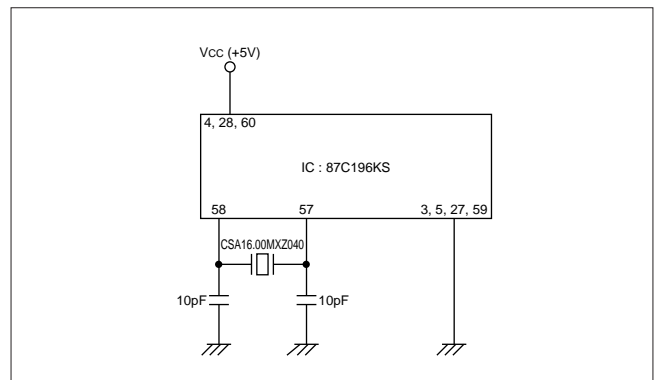 VCC (+5V)
4, 28, 60
IC : 87C196KS
58 57 3, 5, 27, 59
CSA16.00MXZ040
10pF 10pF